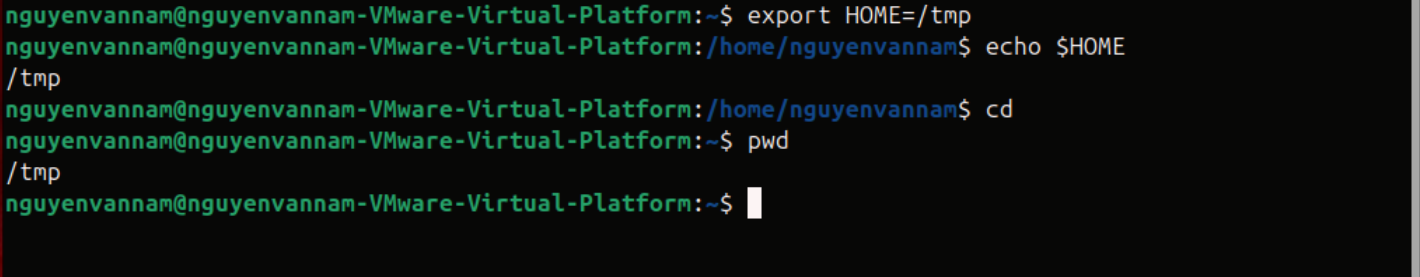 nguyenvannam@nguyenvannam-VMware-Virtual-Platform:~$ export HOME=/tmp
nguyenvannam@nguyenvannam-VMware-Virtual-Platform:/home/nguyenvannam$ echo $HOME
/tmp
nguyenvannam@nguyenvannam-VMware-Virtual-Platform:/home/nguyenvannam$ cd
nguyenvannam@nguyenvannam-VMware-Virtual-Platform:~$ pwd
/tmp
nguyenvannam@nguyenvannam-VMware-Virtual-Platform:~$